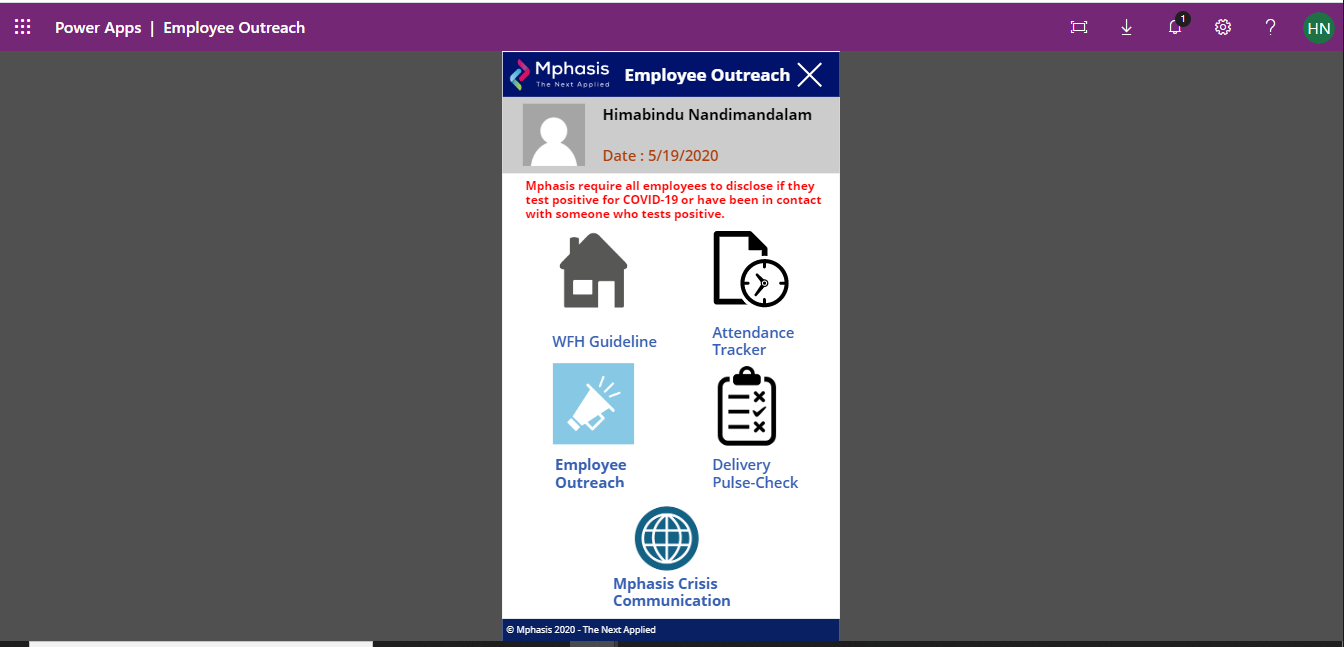 Power Apps | Employee Outreach
1
?
HN
Mphasis
The Next Applied
Employee Outreach
Himabindu Nandimandalam
Date : 5/19/2020
Mphasis require all employees to disclose if they
test positive for COVID-19 or have been in contact
with someone who tests positive.
WFH Guideline
Attendance
Tracker
Employee
Outreach
Delivery
Pulse-Check
Mphasis Crisis
Communication
© Mphasis 2020 - The Next Applied